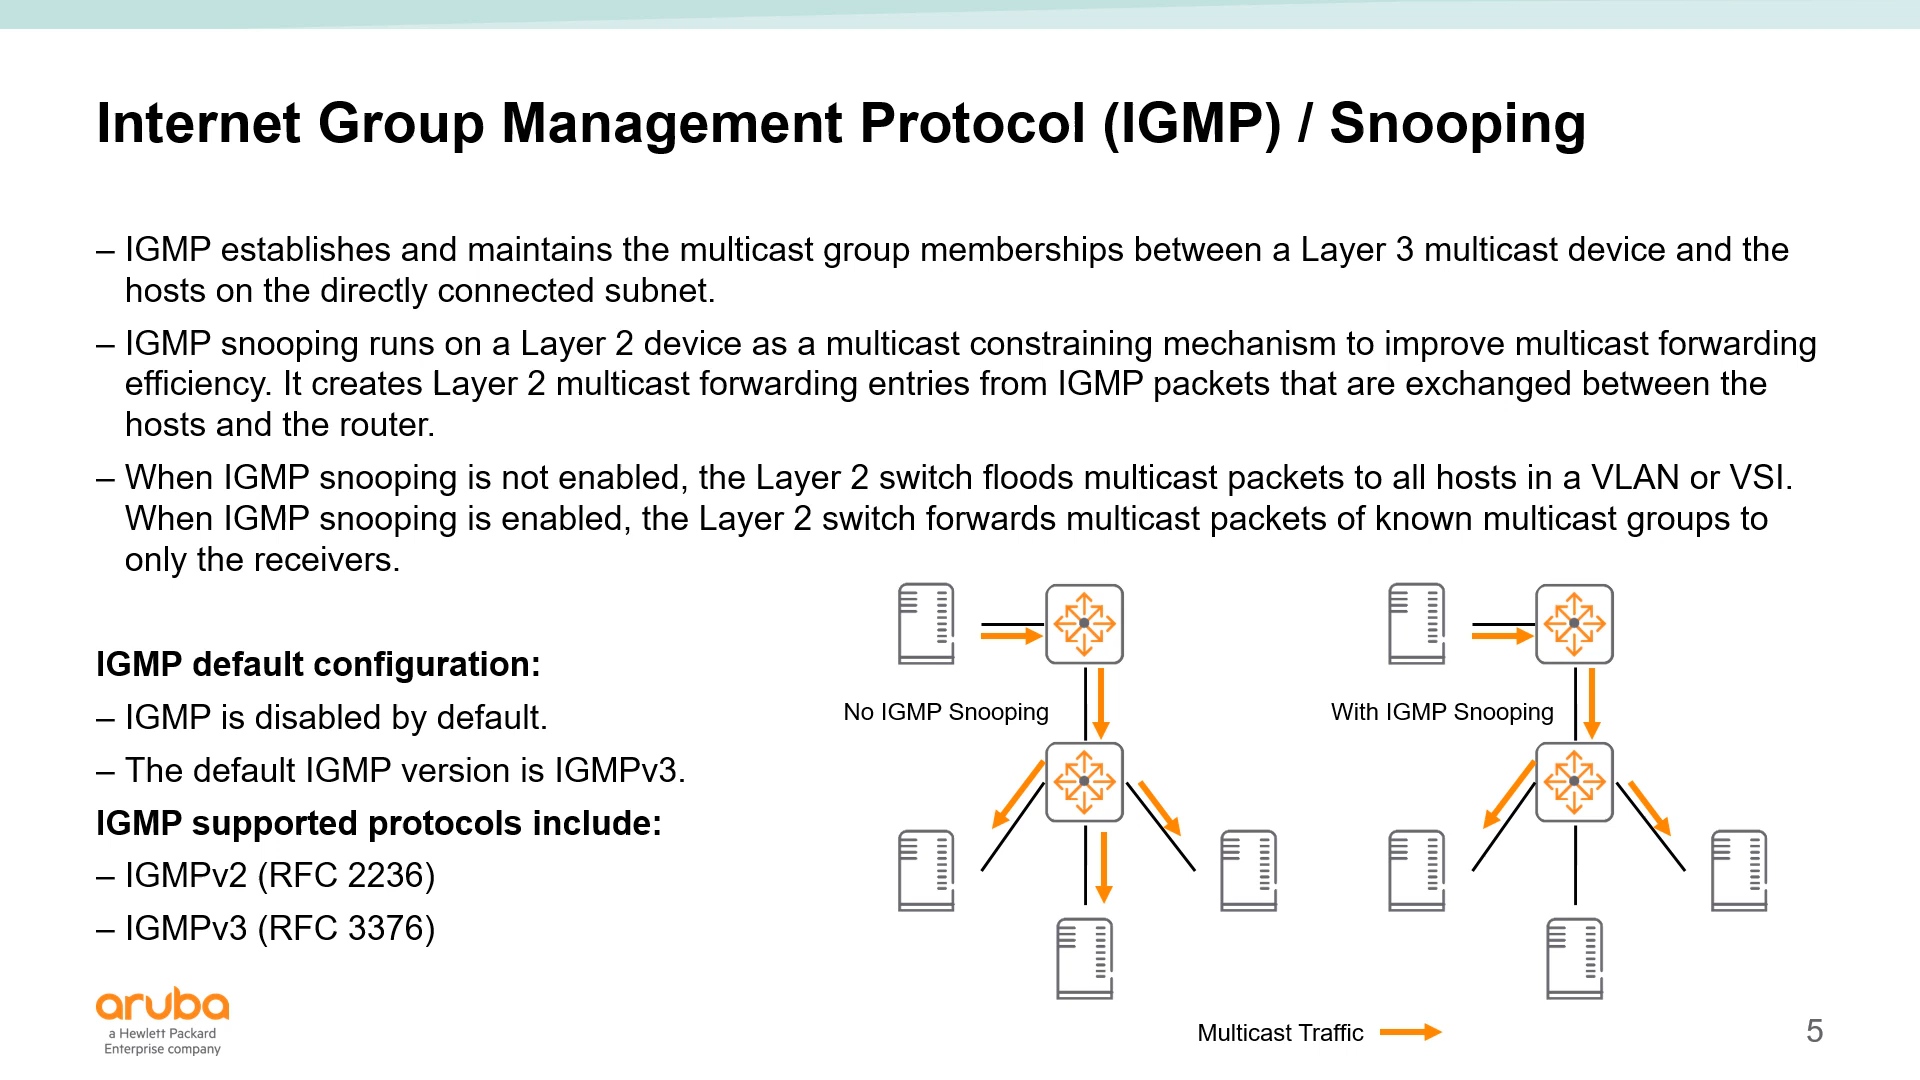 Internet Group Management Protocol (IGMP) / Snooping
– IGMP establishes and maintains the multicast group memberships between a Layer 3 multicast device and the
hosts on the directly connected subnet.
– IGMP snooping runs on a Layer 2 device as a multicast constraining mechanism to improve multicast forwarding
efficiency. It creates Layer 2 multicast forwarding entries from IGMP packets that are exchanged between the
hosts and the router.
– When IGMP snooping is not enabled, the Layer 2 switch floods multicast packets to all hosts in a VLAN or VSI.
When IGMP snooping is enabled, the Layer 2 switch forwards multicast packets of known multicast groups to
only the receivers.
IGMP default configuration:
– IGMP is disabled by default.
– The default IGMP version is IGMPv3.
IGMP supported protocols include:
– IGMPv2 (RFC 2236)
– IGMPv3 (RFC 3376)
No IGMP Snooping
With IGMP Snooping
Multicast Traffic
aruba
a Hewlett Packard
Enterprise company
5